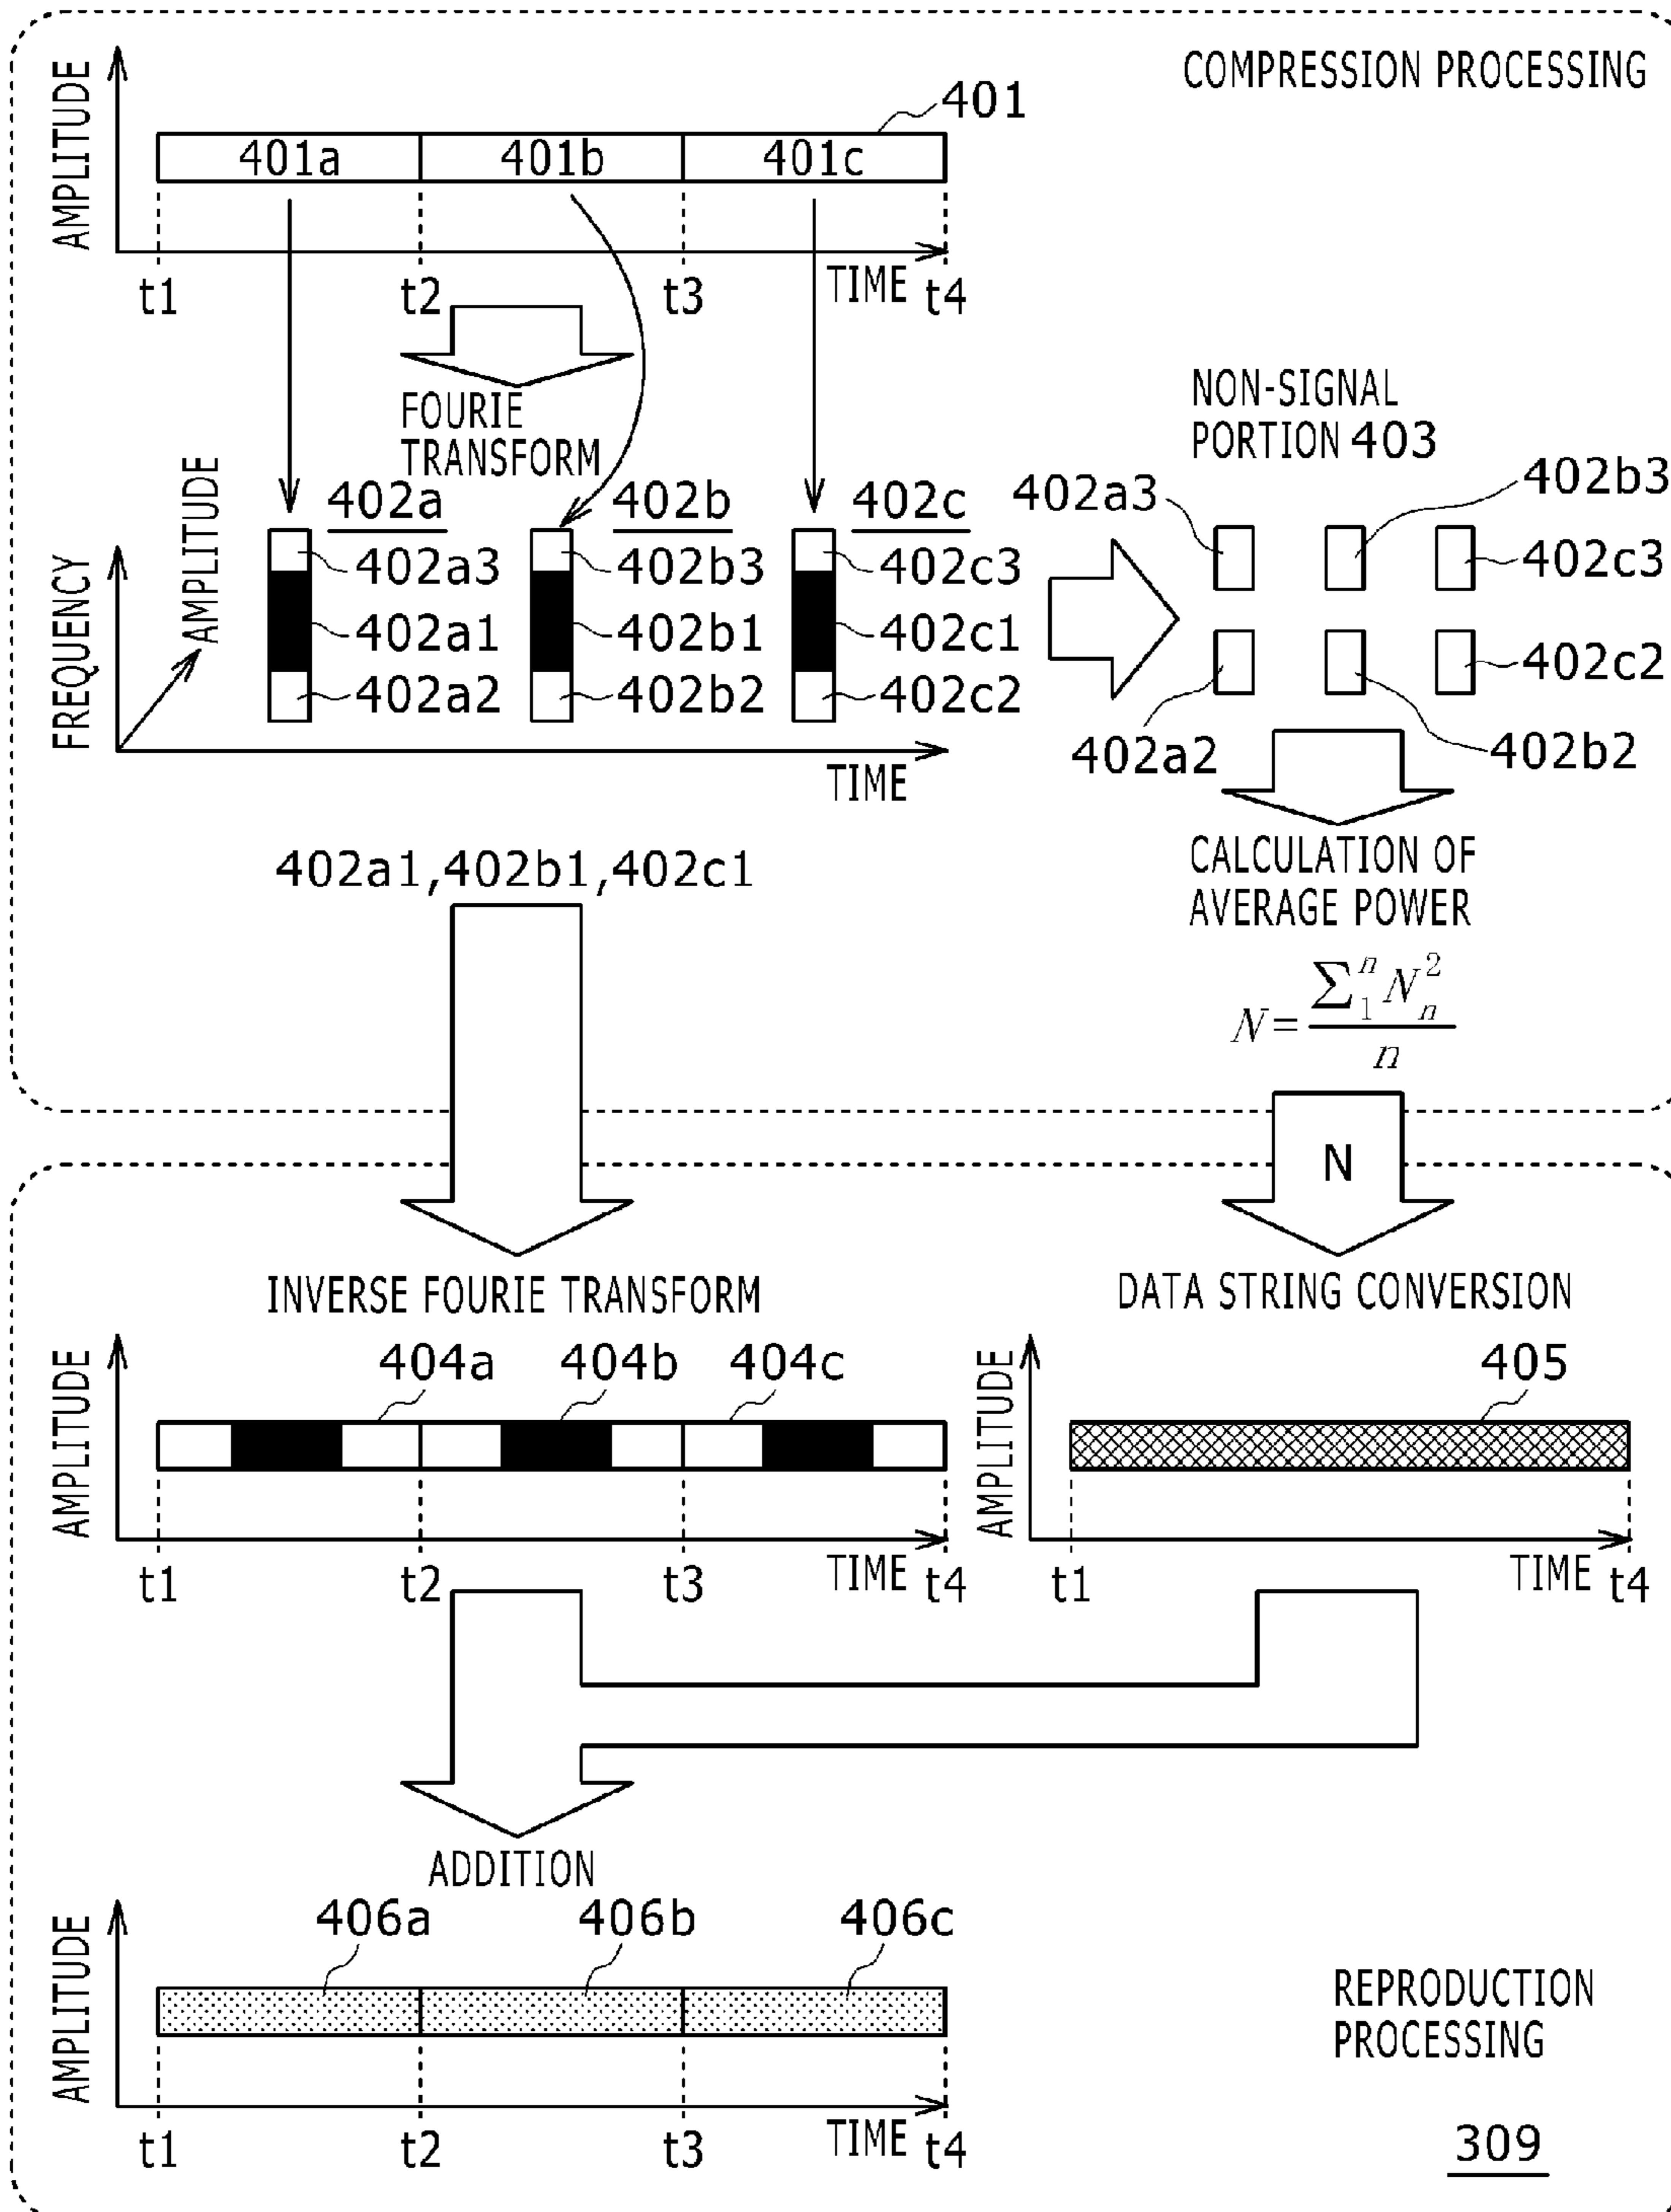 COMPRESSION PROCESSING
AMPLITUDE
401
401a 401b 401c
t1 t2 t3 TIME t4
FOURIE
TRANSFORM
NON-SIGNAL
PORTION 403
AMPLITUDE
FREQUENCY
402a 402b 402c
402a3 402b3 402c3
402a1 402b1 402c1
402a2 402b2 402c2
TIME
402a3 402b3
402c3
402c2
402a2 402b2
402a1,402b1,402c1
CALCULATION OF
AVERAGE POWER
N = ∑₁ⁿ Nₙ² / n
N
INVERSE FOURIE TRANSFORM
AMPLITUDE
404a 404b 404c
t1 t2 t3 TIME t4
DATA STRING CONVERSION
AMPLITUDE
405
t1 TIME t4
ADDITION
AMPLITUDE
406a 406b 406c
t1 t2 t3 TIME t4
REPRODUCTION
PROCESSING
309